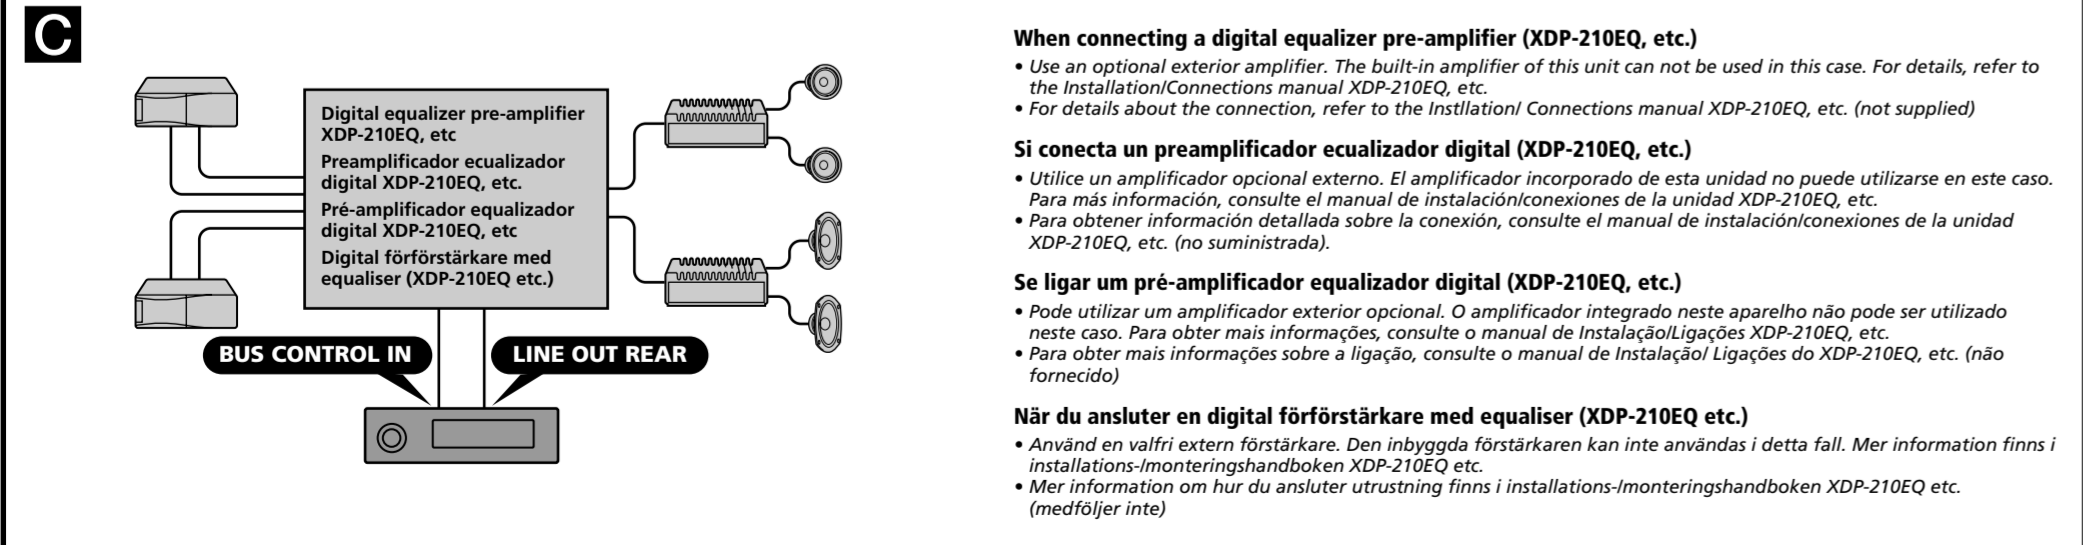 C
Digital equalizer pre-amplifier
XDP-210EQ, etc
Preamplificador ecualizador
digital XDP-210EQ, etc.
Pré-amplificador equalizador
digital XDP-210EQ, etc
Digital förförstärkare med
equaliser (XDP-210EQ etc.)
BUS CONTROL IN
LINE OUT REAR
When connecting a digital equalizer pre-amplifier (XDP-210EQ, etc.)
• Use an optional exterior amplifier. The built-in amplifier of this unit can not be used in this case. For details, refer to
the Installation/Connections manual XDP-210EQ, etc.
• For details about the connection, refer to the Instllation/ Connections manual XDP-210EQ, etc. (not supplied)
Si conecta un preamplificador ecualizador digital (XDP-210EQ, etc.)
• Utilice un amplificador opcional externo. El amplificador incorporado de esta unidad no puede utilizarse en este caso.
Para más información, consulte el manual de instalación/conexiones de la unidad XDP-210EQ, etc.
• Para obtener información detallada sobre la conexión, consulte el manual de instalación/conexiones de la unidad
XDP-210EQ, etc. (no suministrada).
Se ligar um pré-amplificador equalizador digital (XDP-210EQ, etc.)
• Pode utilizar um amplificador exterior opcional. O amplificador integrado neste aparelho não pode ser utilizado
neste caso. Para obter mais informações, consulte o manual de Instalação/Ligações XDP-210EQ, etc.
• Para obter mais informações sobre a ligação, consulte o manual de Instalação/ Ligações do XDP-210EQ, etc. (não
fornecido)
När du ansluter en digital förförstärkare med equaliser (XDP-210EQ etc.)
• Använd en valfri extern förstärkare. Den inbyggda förstärkaren kan inte användas i detta fall. Mer information finns i
installations-/monteringshandboken XDP-210EQ etc.
• Mer information om hur du ansluter utrustning finns i installations-/monteringshandboken XDP-210EQ etc.
(medföljer inte)